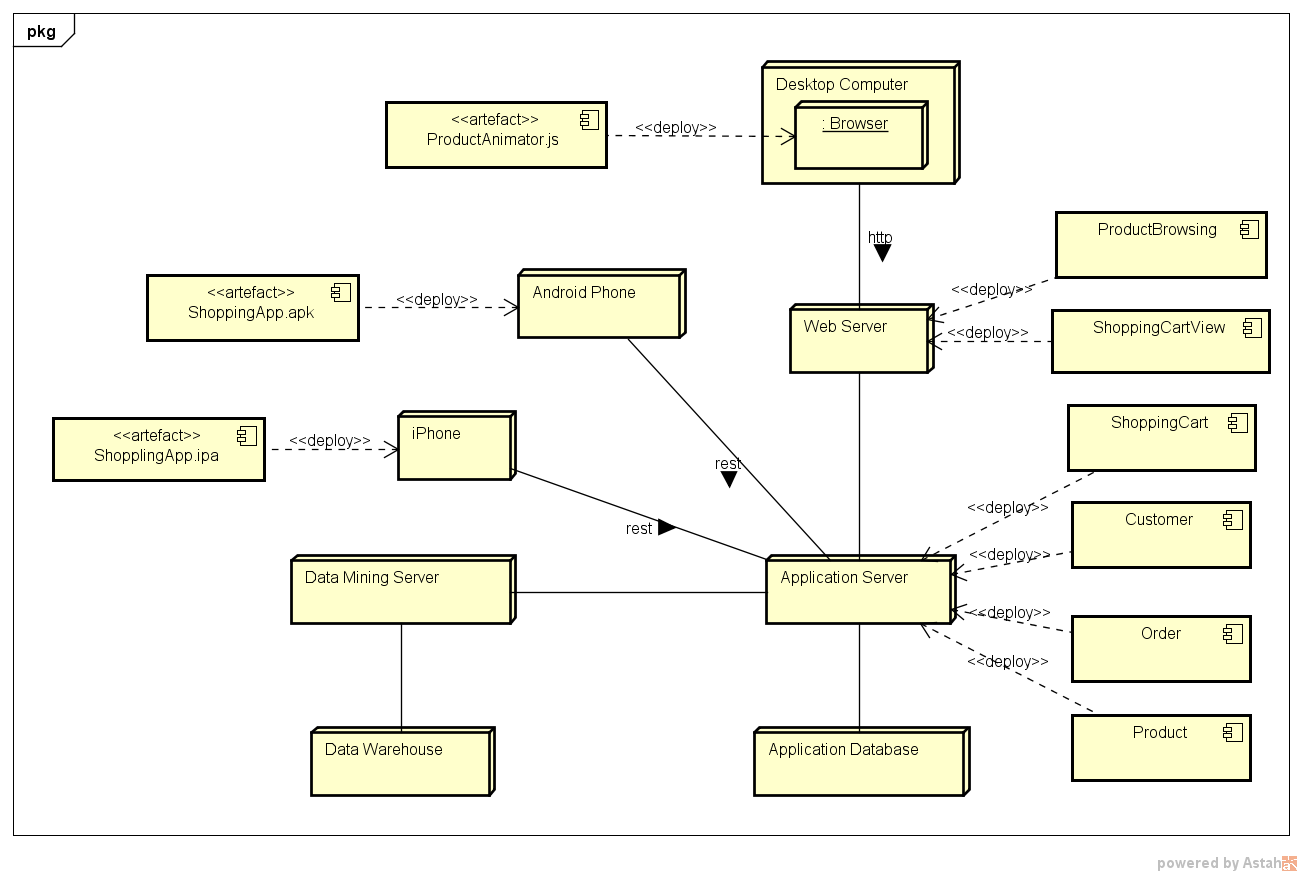 pkg
Desktop Computer
<<artefact>>
ProductAnimator.js
<<deploy>>
: Browser
http
ProductBrowsing
<<deploy>>
<<artefact>>
ShoppingApp.apk
<<deploy>>
Android Phone
Web Server
<<deploy>>
ShoppingCartView
<<artefact>>
ShopplingApp.ipa
<<deploy>>
iPhone
ShoppingCart
rest
<<deploy>>
rest
Customer
<<deploy>>
Data Mining Server
Application Server
<<deploy>>
Order
<<deploy>>
Product
Data Warehouse
Application Database
powered by Astah